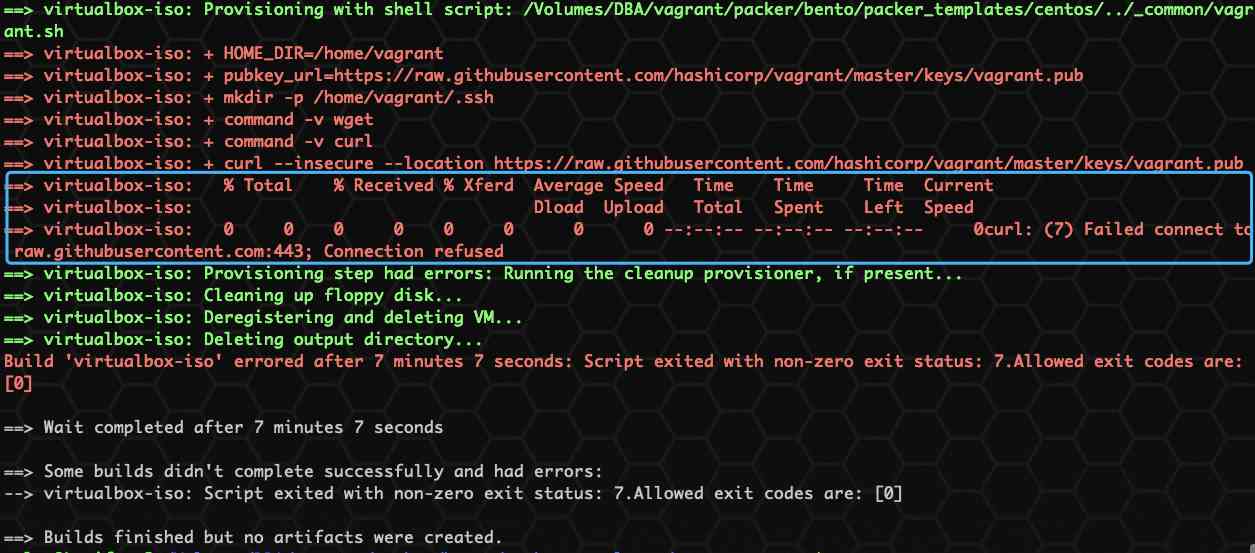 ==> virtualbox-iso: Provisioning with shell script: /Volumes/DBA/vagrant/packer/bento/packer_templates/centos/../_common/vagr
ant.sh
==> virtualbox-iso: + HOME_DIR=/home/vagrant
==> virtualbox-iso: + pubkey_url=https://raw.githubusercontent.com/hashicorp/vagrant/master/keys/vagrant.pub
==> virtualbox-iso: + mkdir -p /home/vagrant/.ssh
==> virtualbox-iso: + command -v wget
==> virtualbox-iso: + command -v curl
==> virtualbox-iso: + curl --insecure --location https://raw.githubusercontent.com/hashicorp/vagrant/master/keys/vagrant.pub
==> virtualbox-iso:   % Total    % Received % Xferd  Average Speed   Time    Time     Time  Current
==> virtualbox-iso:                                  Dload  Upload   Total   Spent    Left  Speed
==> virtualbox-iso:   0     0    0     0    0     0      0      0 --:--:-- --:--:-- --:--:--     0curl: (7) Failed connect to
raw.githubusercontent.com:443; Connection refused
==> virtualbox-iso: Provisioning step had errors: Running the cleanup provisioner, if present...
==> virtualbox-iso: Cleaning up floppy disk...
==> virtualbox-iso: Deregistering and deleting VM...
==> virtualbox-iso: Deleting output directory...
Build 'virtualbox-iso' errored after 7 minutes 7 seconds: Script exited with non-zero exit status: 7.Allowed exit codes are:
[0]
==> Wait completed after 7 minutes 7 seconds
==> Some builds didn't complete successfully and had errors:
--> virtualbox-iso: Script exited with non-zero exit status: 7.Allowed exit codes are: [0]
==> Builds finished but no artifacts were created.